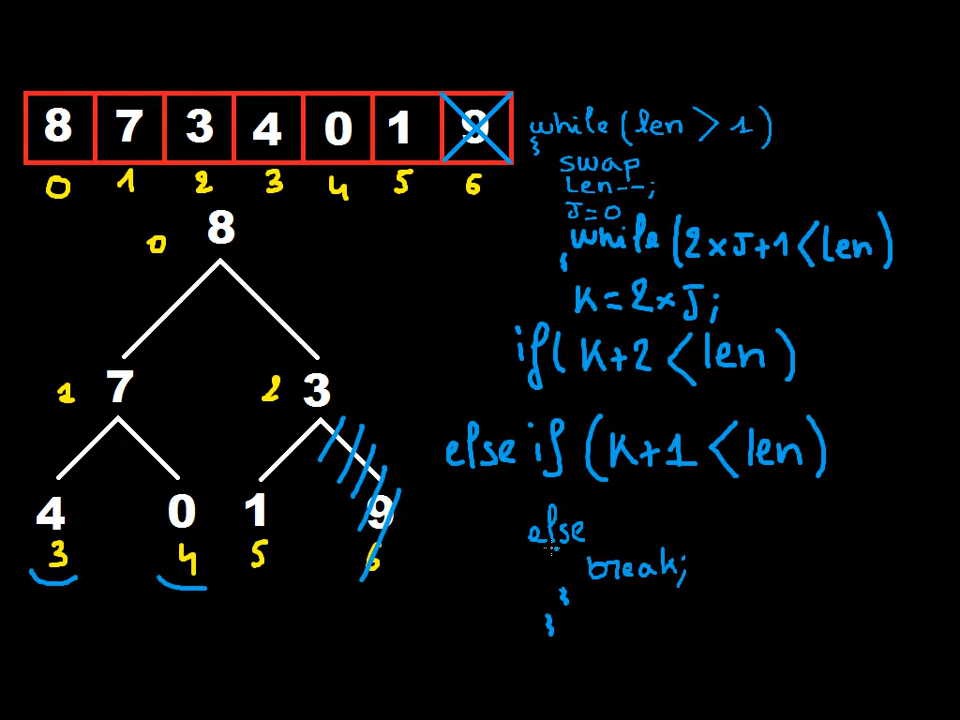 8 7 3 4 0 1 9
0 1 2 3 4 5 6
while (len > 1)
{
swap
Len--;
J=0
while (2xJ+1 < len)
{
K = 2xJ;
if( K+2 < len)
else if (K+1 < len)
else
break;
}
}
0 8
1 7 2 3
4 0 1 9
3 4 5 6